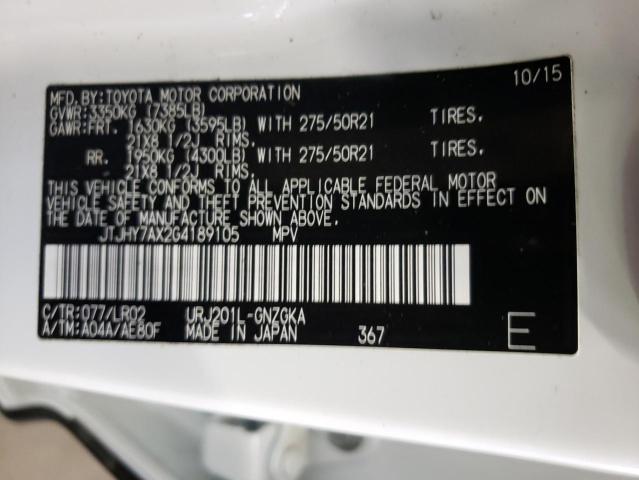 MFD.BY:TOYOTA MOTOR CORPORATION 10/15
GVWR:3350KG (7385LB)
GAWR:FRT. 1630KG (3595LB) WITH 275/50R21 TIRES.
21X8 1/2J RIMS.
RR. 1950KG (4300LB) WITH 275/50R21 TIRES.
21X8 1/2J RIMS.
THIS VEHICLE CONFORMS TO ALL APPLICABLE FEDERAL MOTOR
VEHICLE SAFETY AND THEFT PREVENTION STANDARDS IN EFFECT
ON THE DATE OF MANUFACTURE SHOWN ABOVE.
JTJHY7AX2G4189105 MPV
C/TR:077/LR02 URJ201L-GNZGKA
A/TM:A04A/AE80F MADE IN JAPAN 367 E